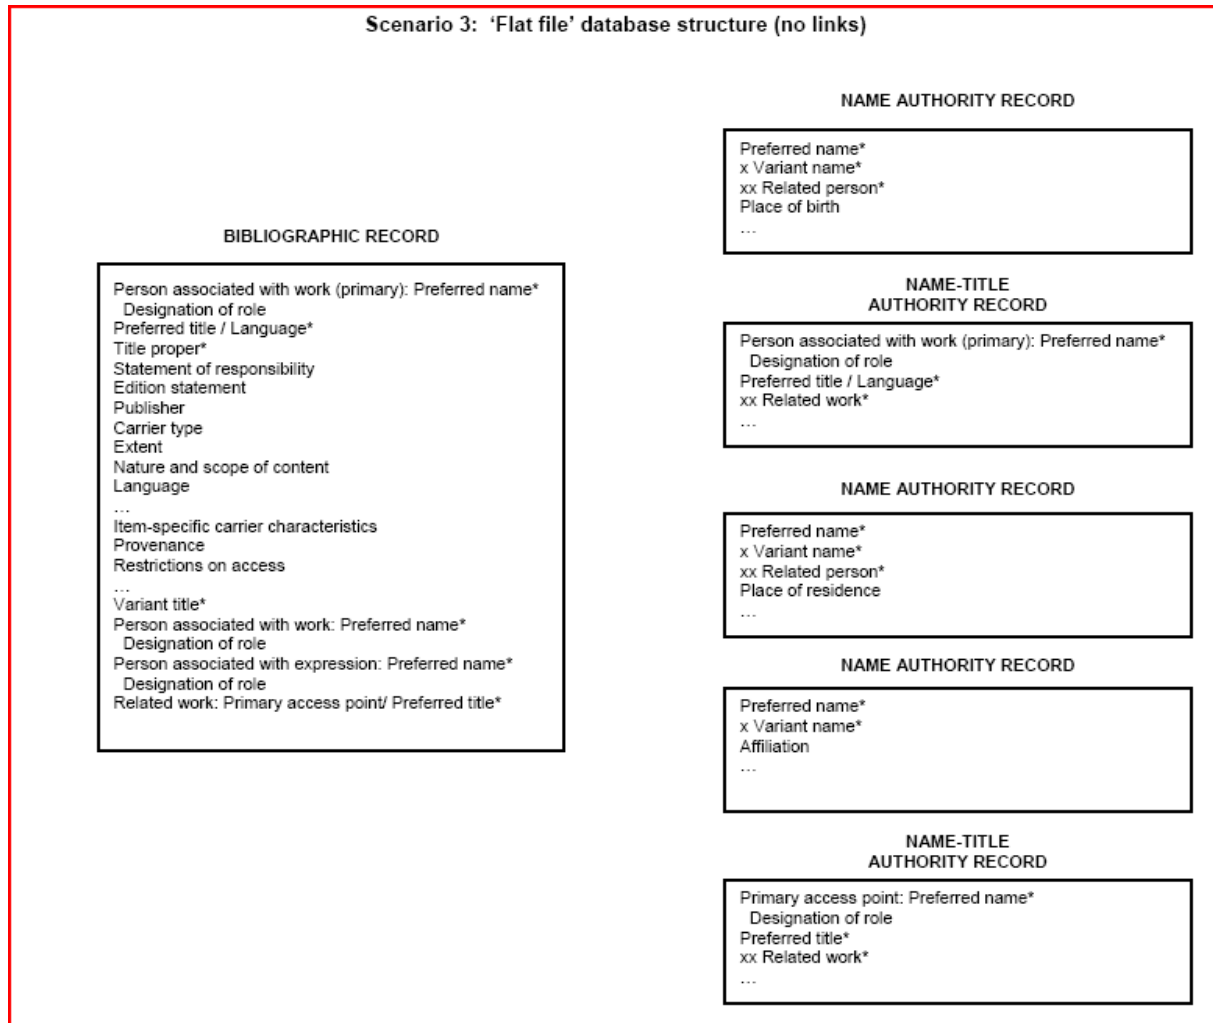 Scenario 3: 'Flat file' database structure (no links)
BIBLIOGRAPHIC RECORD
Person associated with work (primary): Preferred name*
Designation of role
Preferred title / Language*
Title proper*
Statement of responsibility
Edition statement
Publisher
Carrier type
Extent
Nature and scope of content
Language
…
Item-specific carrier characteristics
Provenance
Restrictions on access
…
Variant title*
Person associated with work: Preferred name*
Designation of role
Person associated with expression: Preferred name*
Designation of role
Related work: Primary access point/ Preferred title*
NAME AUTHORITY RECORD
Preferred name*
x Variant name*
xx Related person*
Place of birth
…
NAME-TITLE
AUTHORITY RECORD
Person associated with work (primary): Preferred name*
Designation of role
Preferred title / Language*
xx Related work*
…
NAME AUTHORITY RECORD
Preferred name*
x Variant name*
xx Related person*
Place of residence
…
NAME AUTHORITY RECORD
Preferred name*
x Variant name*
Affiliation
…
NAME-TITLE
AUTHORITY RECORD
Primary access point: Preferred name*
Designation of role
Preferred title*
xx Related work*
…